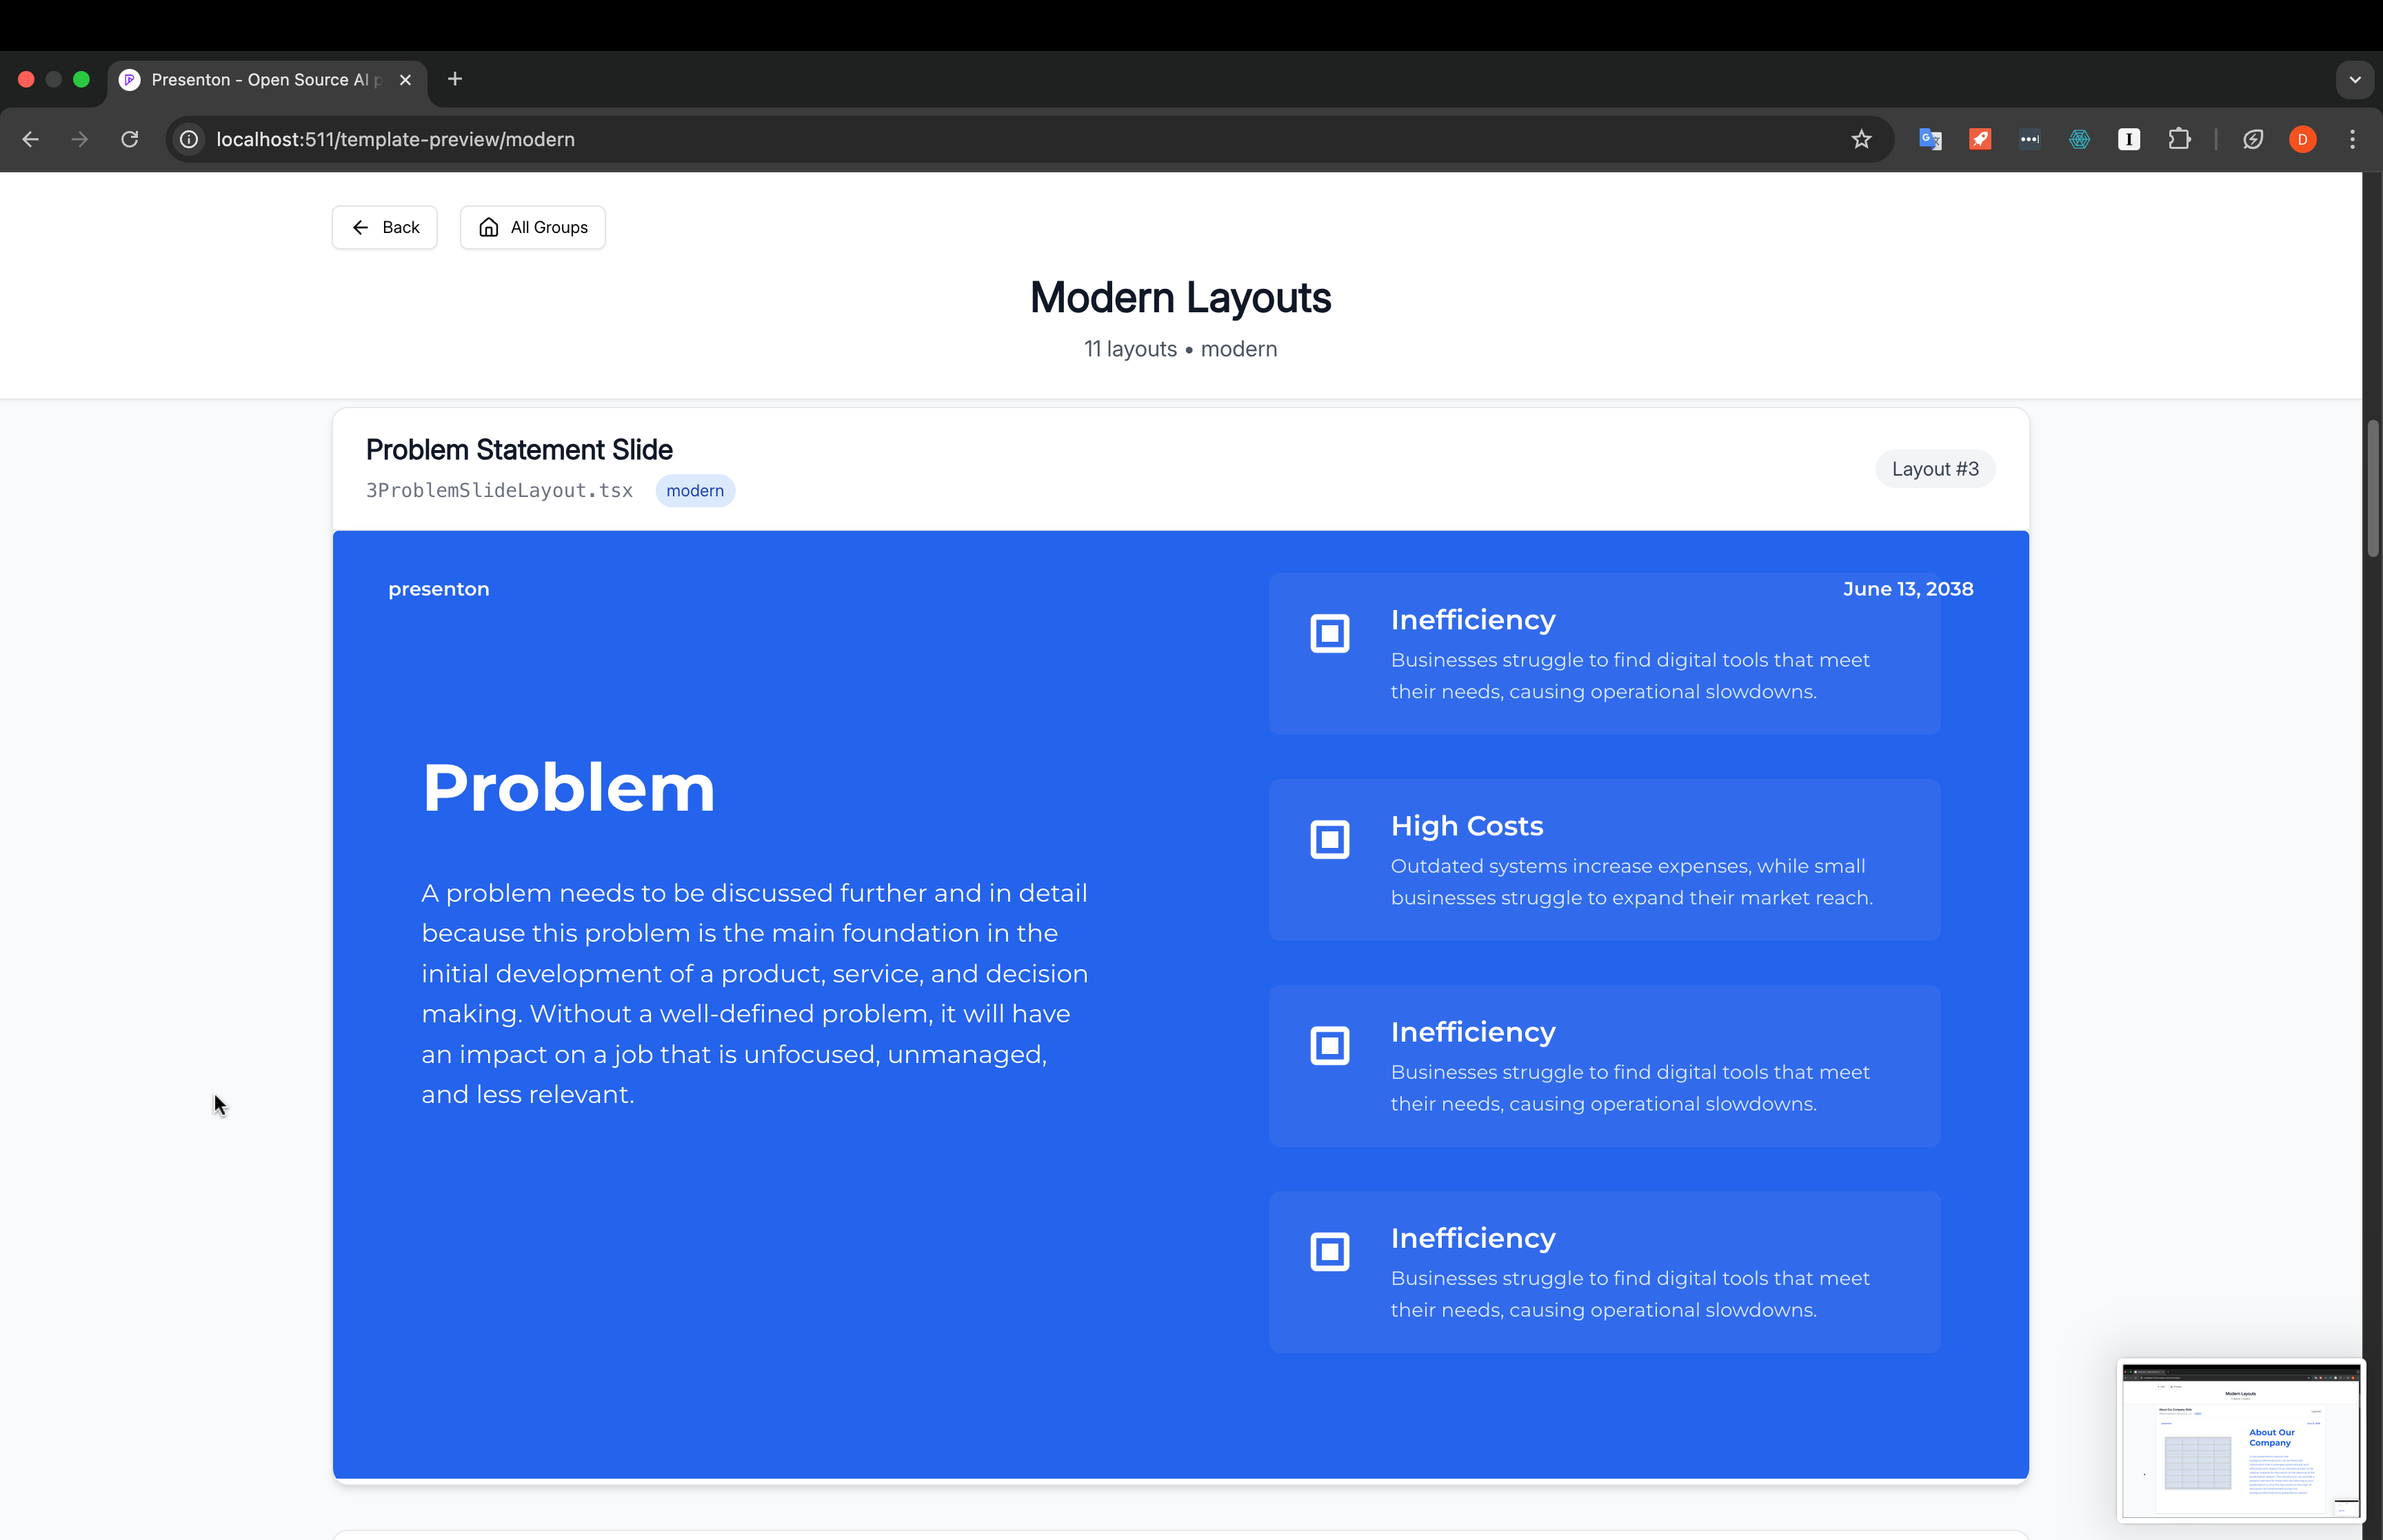 Presenton - Open Source AI p
localhost:511/template-preview/modern
D
Back
All Groups
Modern Layouts
11 layouts • modern
Problem Statement Slide
3ProblemSlideLayout.tsx
modern
Layout #3
presenton
June 13, 2038
Problem
A problem needs to be discussed further and in detail
because this problem is the main foundation in the
initial development of a product, service, and decision
making. Without a well-defined problem, it will have
an impact on a job that is unfocused, unmanaged,
and less relevant.
Inefficiency
Businesses struggle to find digital tools that meet
their needs, causing operational slowdowns.
High Costs
Outdated systems increase expenses, while small
businesses struggle to expand their market reach.
Inefficiency
Businesses struggle to find digital tools that meet
their needs, causing operational slowdowns.
Inefficiency
Businesses struggle to find digital tools that meet
their needs, causing operational slowdowns.
Modern Layouts
About Our
Company